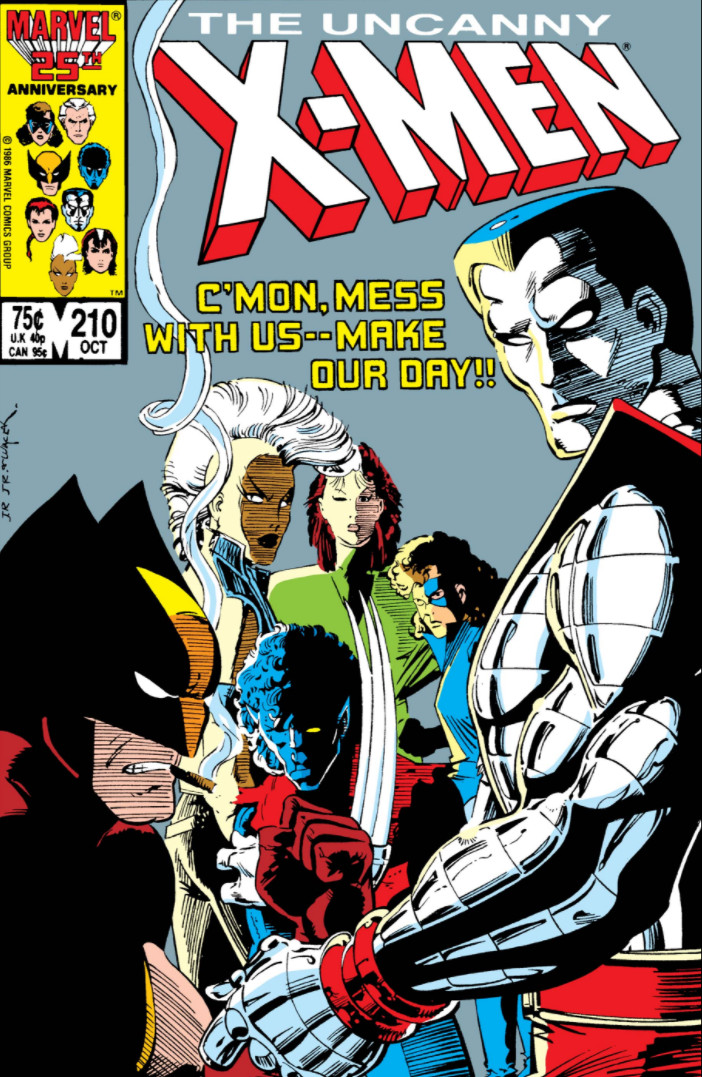 MARVEL®
25TH
ANNIVERSARY
© 1986 MARVEL COMICS GROUP
TM
75¢
U.K 40p
CAN 95¢
210
OCT
THE UNCANNY
X-MEN®
C'MON, MESS
WITH US--MAKE
OUR DAY!!